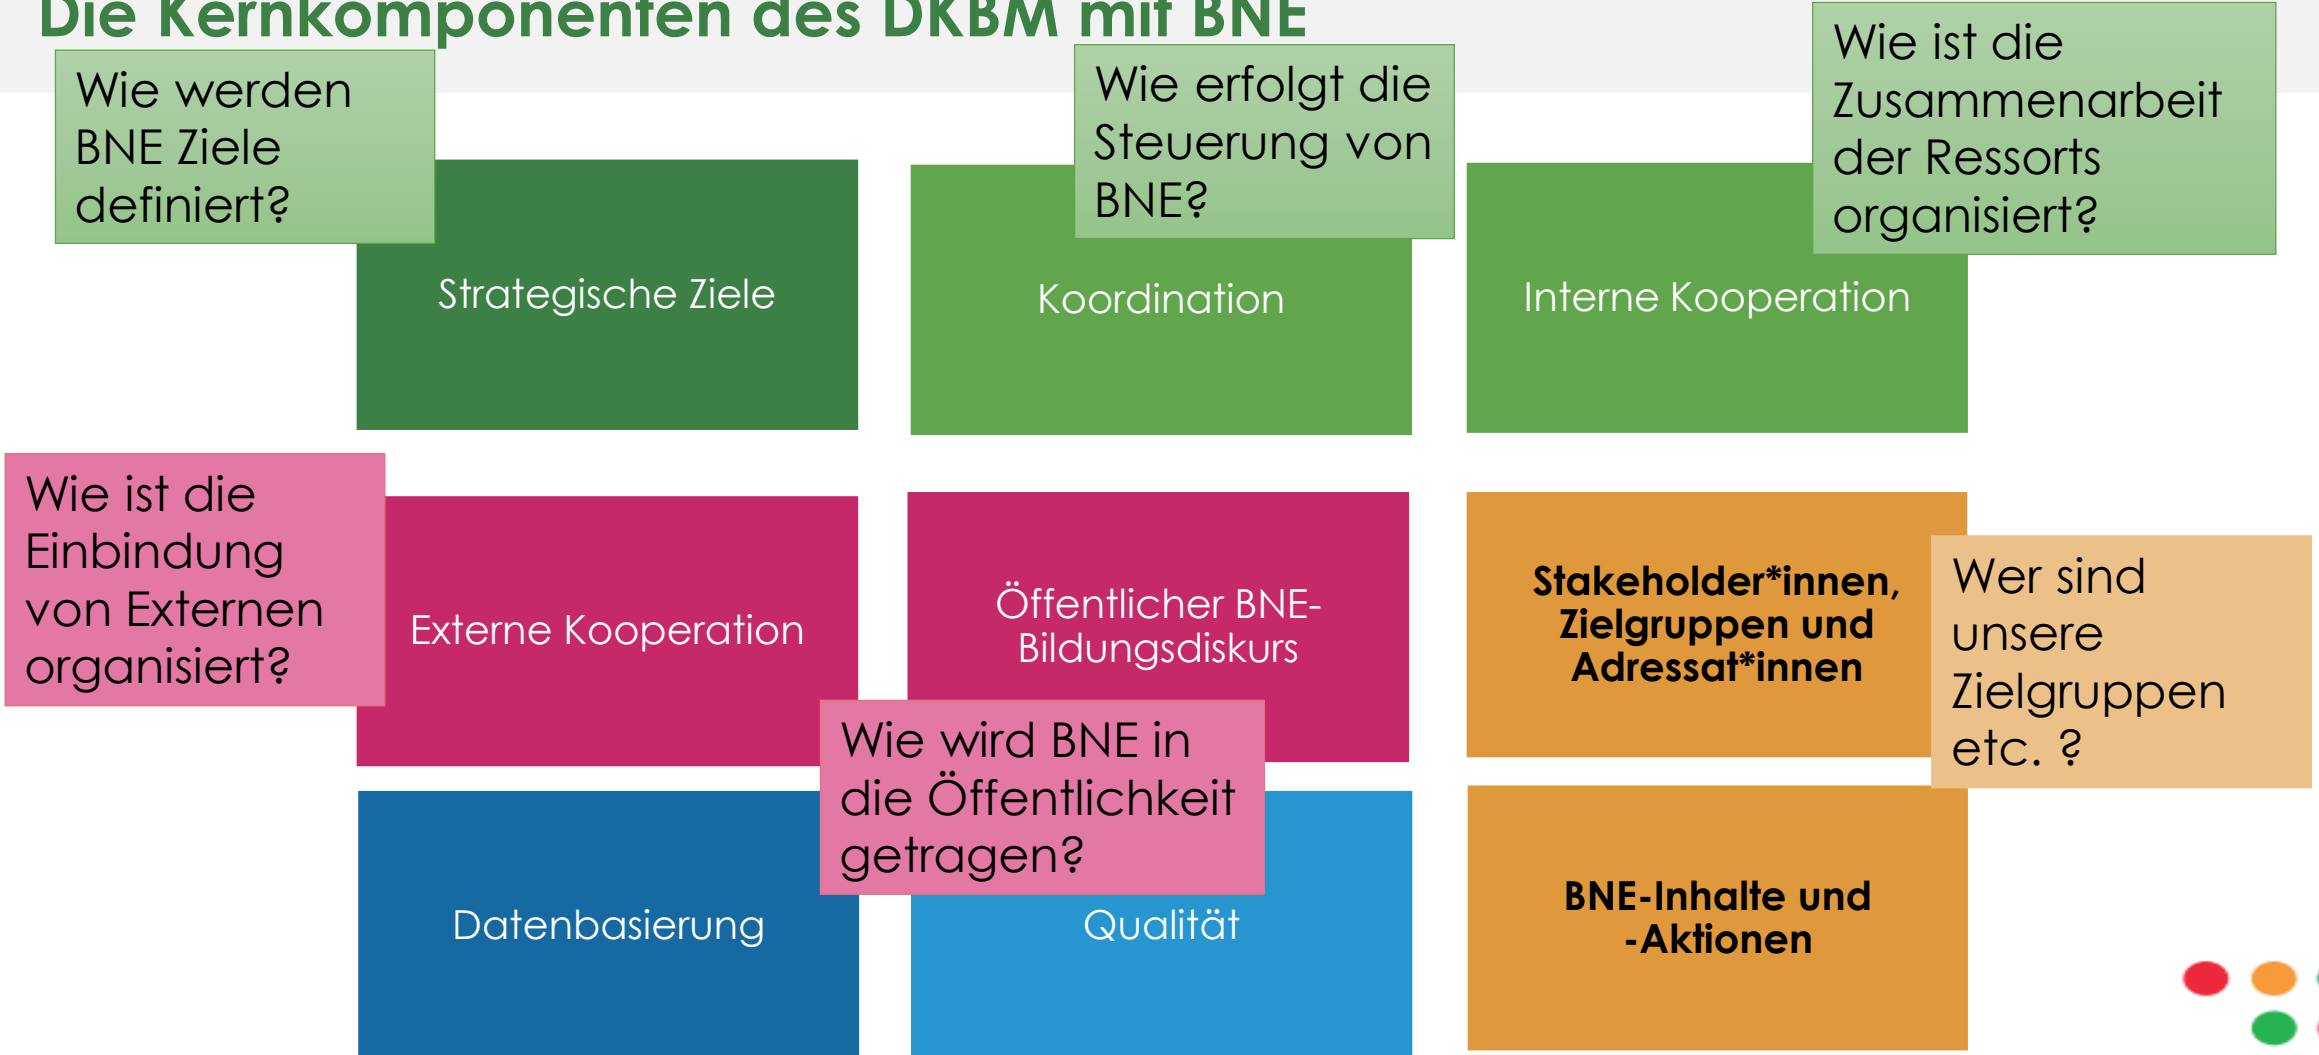 Die Kernkomponenten des DKBM mit BNE
Wie werden
BNE Ziele
definiert?
Strategische Ziele
Wie erfolgt die
Steuerung von
BNE?
Koordination
Wie ist die
Zusammenarbeit
der Ressorts
organisiert?
Interne Kooperation
Wie ist die
Einbindung
von Externen
organisiert?
Externe Kooperation
Öffentlicher BNE-
Bildungsdiskurs
Wie wird BNE in
die Öffentlichkeit
getragen?
Stakeholder*innen,
Zielgruppen und
Adressat*innen
Wer sind
unsere
Zielgruppen
etc. ?
Datenbasierung
Qualität
BNE-Inhalte und
-Aktionen